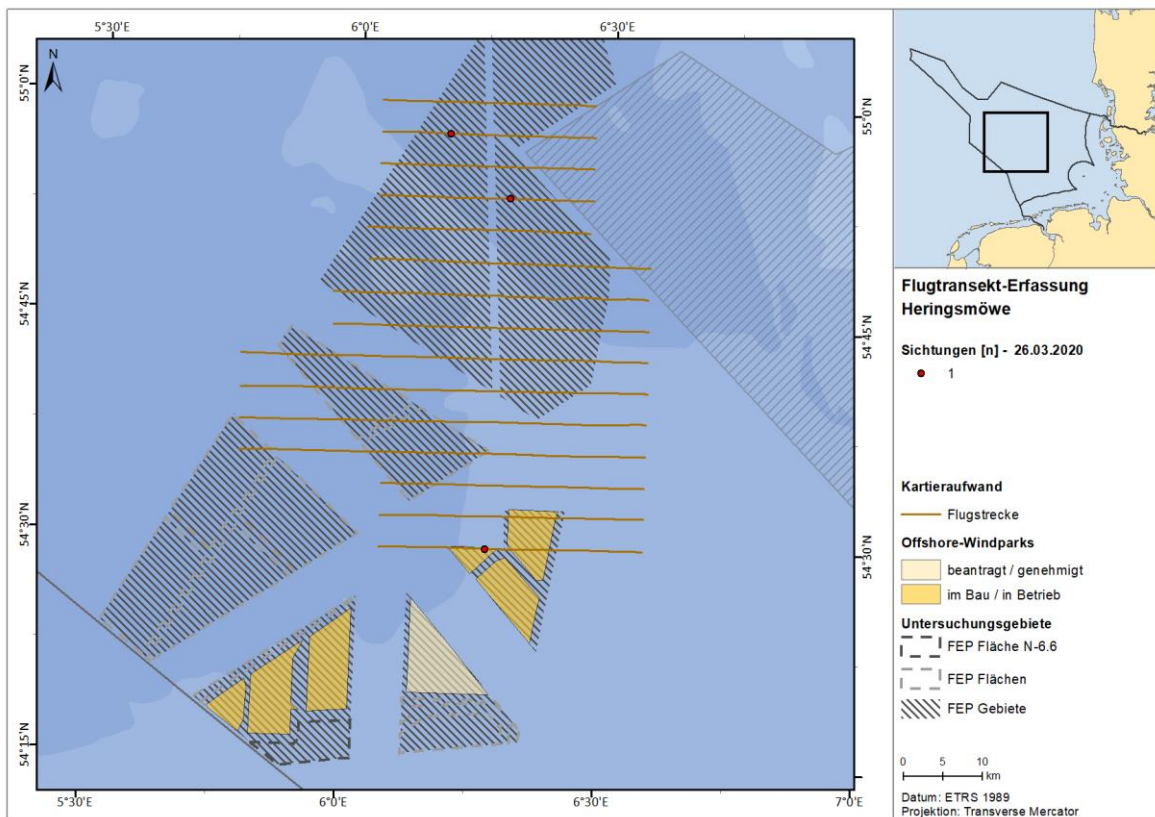 5°30'E
6°0'E
6°30'E
N
55°0'N
54°45'N
54°30'N
54°15'N
55°0'N
54°45'N
54°30'N
5°30'E
6°0'E
6°30'E
7°0'E
Flugtransekt-Erfassung
Heringsmöwe
Sichtungen [n] - 26.03.2020
1
Kartieraufwand
Flugstrecke
Offshore-Windparks
beantragt / genehmigt
im Bau / in Betrieb
Untersuchungsgebiete
FEP Fläche N-6.6
FEP Flächen
FEP Gebiete
0 5 10
km
Datum: ETRS 1989
Projektion: Transverse Mercator